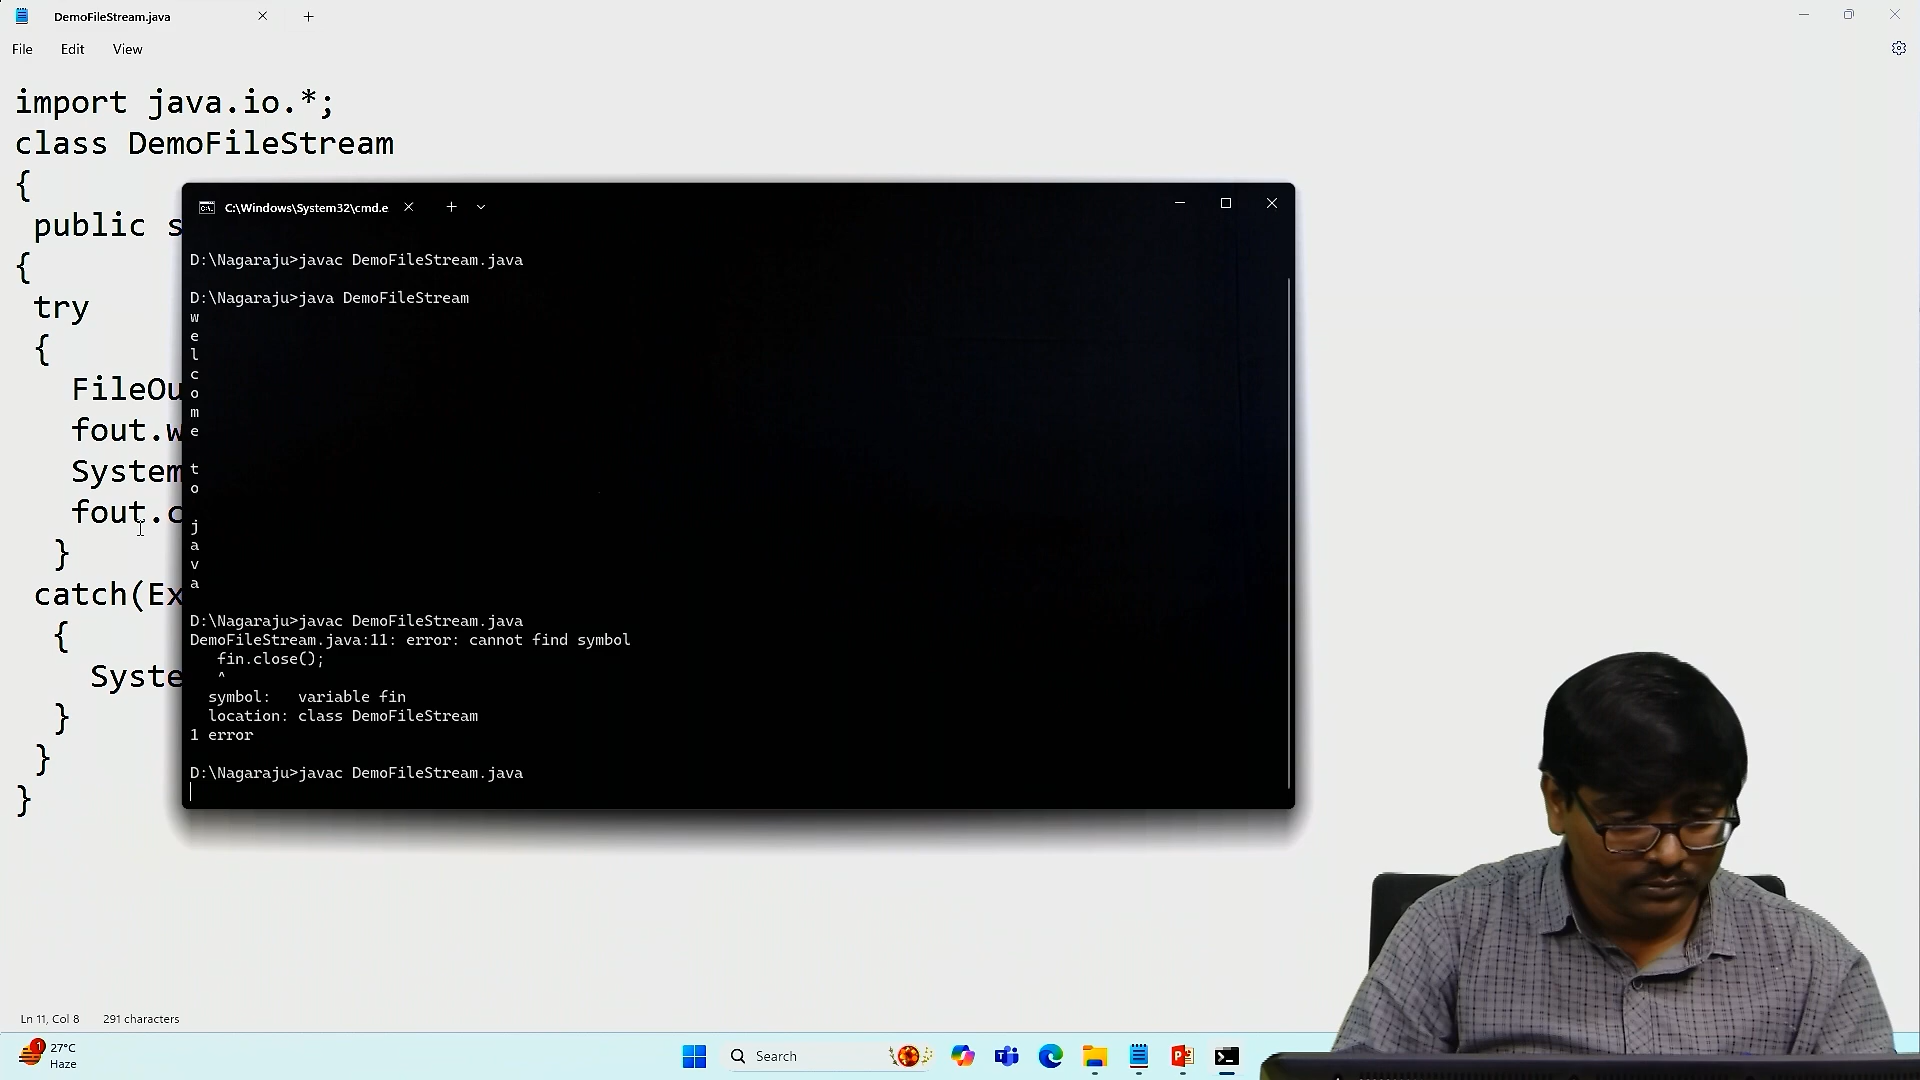 DemoFileStream.java
File Edit View
import java.io.*;
class DemoFileStream
{
public s
{
try
{
FileOu
fout.w
System
fout.c
}
catch(Ex
{
Syste
}
}
}
C:\Windows\System32\cmd.e
D:\Nagaraju>javac DemoFileStream.java
D:\Nagaraju>java DemoFileStream
w
e
l
c
o
m
e
t
o
j
a
v
a
D:\Nagaraju>javac DemoFileStream.java
DemoFileStream.java:11: error: cannot find symbol
fin.close();
^
symbol: variable fin
location: class DemoFileStream
1 error
D:\Nagaraju>javac DemoFileStream.java
Ln 11, Col 8 291 characters
1
27°C
Haze
Search